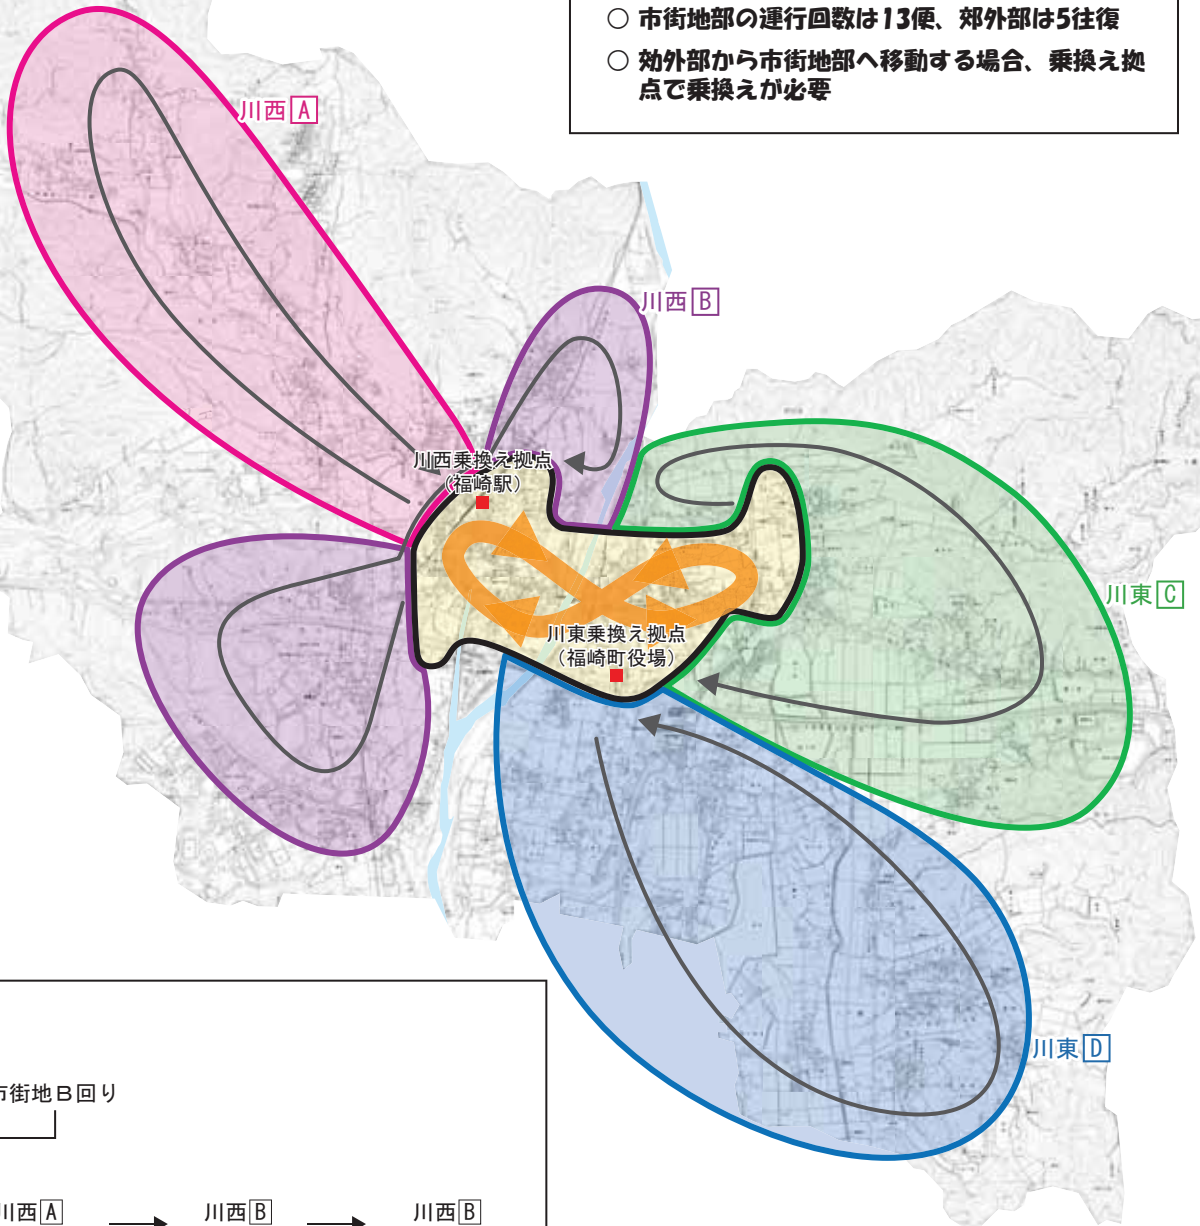 ○ 市街地部の運行回数は13便、郊外部は5往復
○ 効外部から市街地部へ移動する場合、乗換え拠
点で乗換えが必要
川西A
川西B
川西乗換え拠点
(福崎駅)
川東C
川東乗換え拠点
(福崎町役場)
川東D
市街地B回り
川西A 川西B 川西B